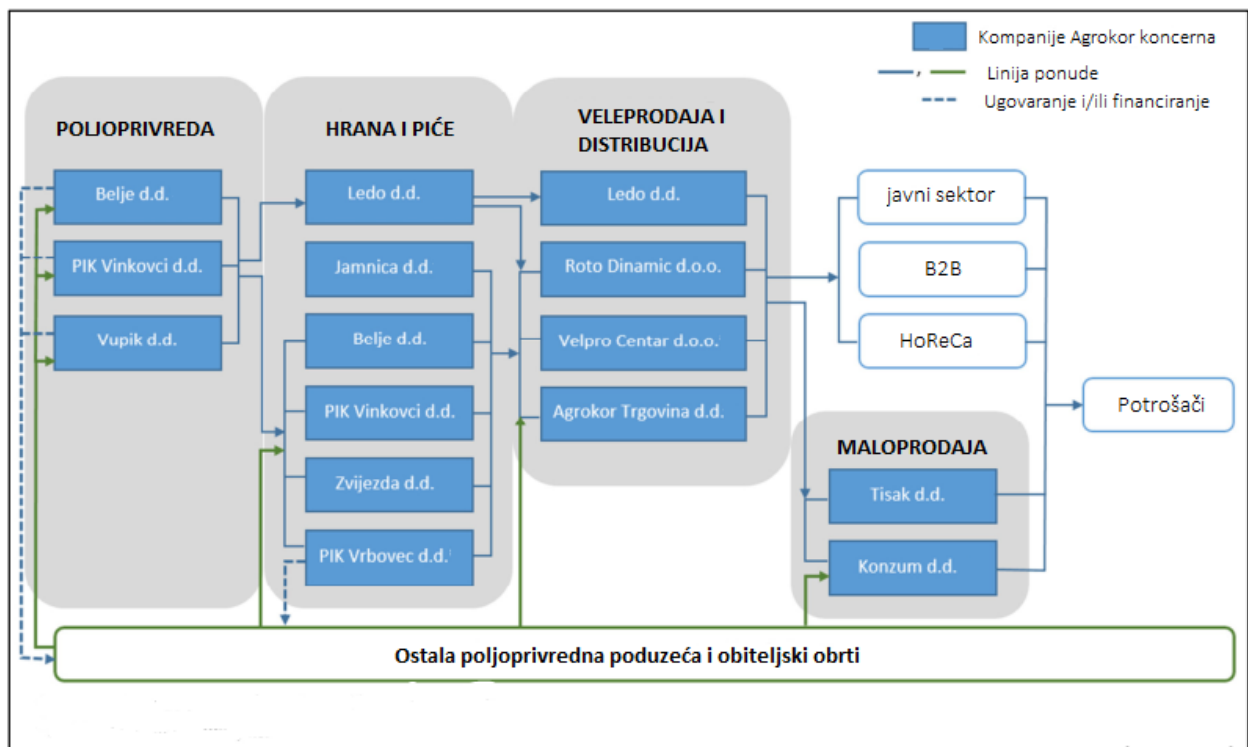 Kompanije Agrokor koncerna
Linija ponude
Ugovaranje i/ili financiranje
POLJOPRIVREDA
Belje d.d.
PIK Vinkovci d.d.
Vupik d.d.
HRANA I PIĆE
Ledo d.d.
Jamnica d.d.
Belje d.d.
PIK Vinkovci d.d.
Zvijezda d.d.
PIK Vrbovec d.d.
VELEPRODAJA I
DISTRIBUCIJA
Ledo d.d.
Roto Dinamic d.o.o.
Velpro Centar d.o.o.
Agrokor Trgovina d.d.
javni sektor
B2B
HoReCa
MALOPRODAJA
Tisak d.d.
Konzum d.d.
Potrošači
Ostala poljoprivredna poduzeća i obiteljski obrti